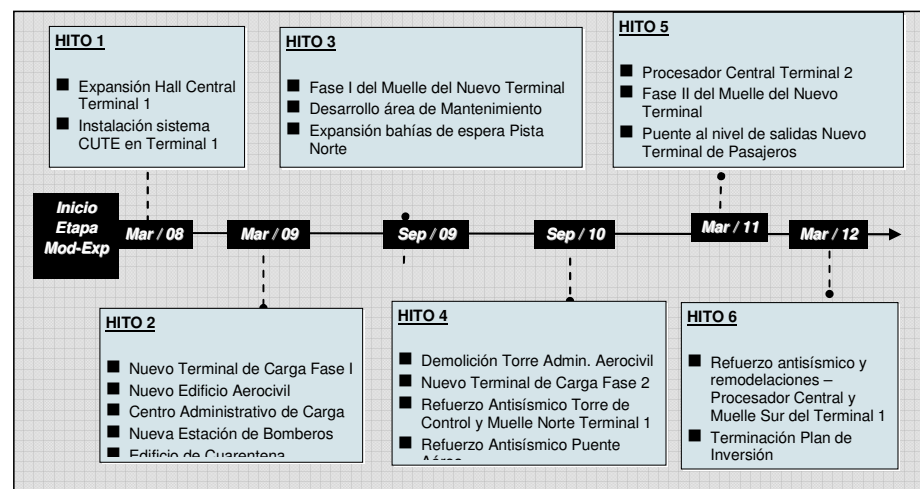 HITO 1
■ Expansión Hall Central
Terminal 1
■ Instalación sistema
CUTE en Terminal 1
HITO 3
■ Fase I del Muelle del Nuevo Terminal
■ Desarrollo área de Mantenimiento
■ Expansión bahías de espera Pista
Norte
HITO 5
■ Procesador Central Terminal 2
■ Fase II del Muelle del Nuevo
Terminal
■ Puente al nivel de salidas Nuevo
Terminal de Pasajeros
Inicio
Etapa
Mod-Exp
Mar / 08
Mar / 09
Sep / 09
Sep / 10
Mar / 11
Mar / 12
HITO 2
■ Nuevo Terminal de Carga Fase I
■ Nuevo Edificio Aerocivil
■ Centro Administrativo de Carga
■ Nueva Estación de Bomberos
■ Edificio de Cuarentena
HITO 4
■ Demolición Torre Admin. Aerocivil
■ Nuevo Terminal de Carga Fase 2
■ Refuerzo Antisísmico Torre de
Control y Muelle Norte Terminal 1
■ Refuerzo Antisísmico Puente
Aéreo
HITO 6
■ Refuerzo antisísmico y
remodelaciones –
Procesador Central y
Muelle Sur del Terminal 1
■ Terminación Plan de
Inversión